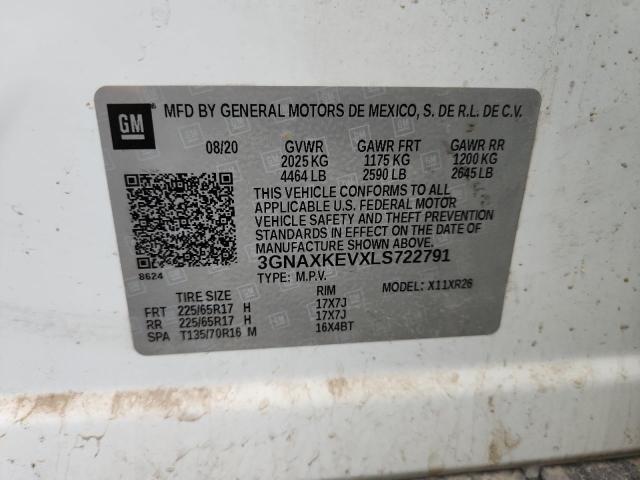 GM MFD BY GENERAL MOTORS DE MEXICO, S. DE R.L. DE C.V.
08/20 GVWR GAWR FRT GAWR RR
2025 KG 1175 KG 1200 KG
4464 LB 2590 LB 2645 LB
THIS VEHICLE CONFORMS TO ALL
APPLICABLE U.S. FEDERAL MOTOR
VEHICLE SAFETY AND THEFT PREVENTION
STANDARDS IN EFFECT ON THE DATE OF
MANUFACTURE SHOWN ABOVE.
3GNAXKEVXLS722791
8624 TYPE: M.P.V. MODEL: X11XR26
TIRE SIZE RIM
FRT 225/65R17 H 17X7J
RR 225/65R17 H 17X7J
SPA T135/70R16 M 16X4BT